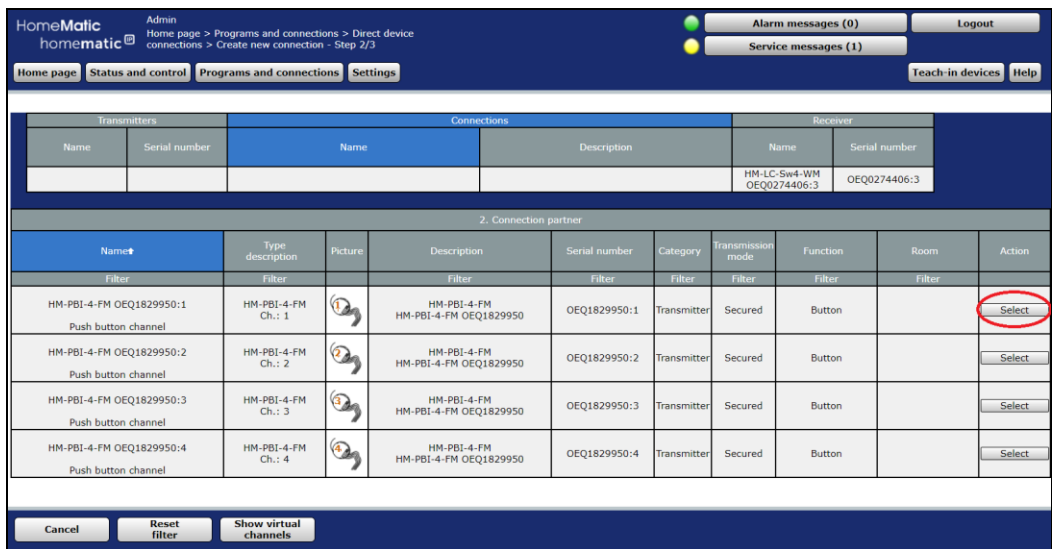 HomeMatic
homematic IP
Admin
Home page > Programs and connections > Direct device
connections > Create new connection - Step 2/3
Alarm messages (0)
Logout
Service messages (1)
Home page
Status and control
Programs and connections
Settings
Teach-in devices
Help
Transmitters
Connections
Receiver
Name
Serial number
Name
Description
Name
Serial number
HM-LC-Sw4-WM
OEQ0274406:3
OEQ0274406:3
2. Connection partner
Name
Type
description
Picture
Description
Serial number
Category
Transmission
mode
Function
Room
Action
Filter
Filter
Filter
Filter
Filter
Filter
Filter
Filter
HM-PBI-4-FM OEQ1829950:1
Push button channel
HM-PBI-4-FM
Ch.: 1
1
HM-PBI-4-FM
HM-PBI-4-FM OEQ1829950
OEQ1829950:1
Transmitter
Secured
Button
Select
HM-PBI-4-FM OEQ1829950:2
Push button channel
HM-PBI-4-FM
Ch.: 2
2
HM-PBI-4-FM
HM-PBI-4-FM OEQ1829950
OEQ1829950:2
Transmitter
Secured
Button
Select
HM-PBI-4-FM OEQ1829950:3
Push button channel
HM-PBI-4-FM
Ch.: 3
3
HM-PBI-4-FM
HM-PBI-4-FM OEQ1829950
OEQ1829950:3
Transmitter
Secured
Button
Select
HM-PBI-4-FM OEQ1829950:4
Push button channel
HM-PBI-4-FM
Ch.: 4
4
HM-PBI-4-FM
HM-PBI-4-FM OEQ1829950
OEQ1829950:4
Transmitter
Secured
Button
Select
Cancel
Reset
filter
Show virtual
channels